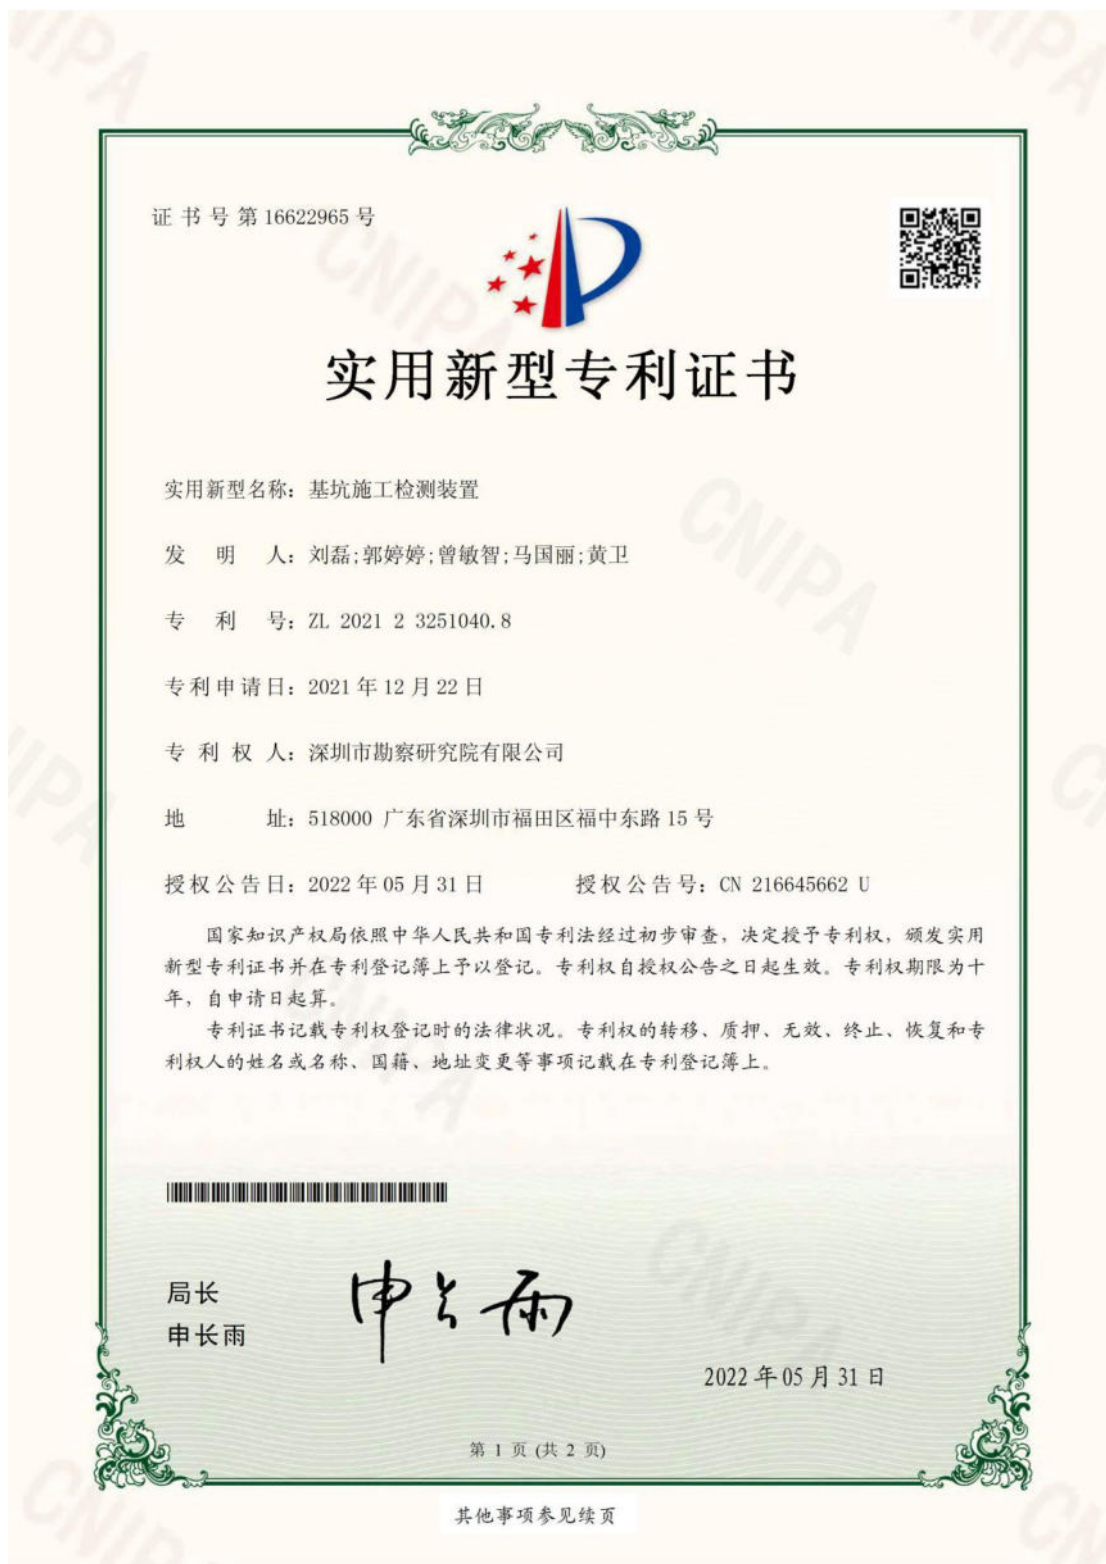 证书号第16622965号
实用新型专利证书
实用新型名称：基坑施工检测装置
发明人：刘磊;郭婷婷;曾敏智;马国丽;黄卫
专利号：ZL 2021 2 3251040.8
专利申请日：2021年12月22日
专利权人：深圳市勘察研究院有限公司
地址：518000 广东省深圳市福田区福中东路15号
授权公告日：2022年05月31日 授权公告号：CN 216645662 U
国家知识产权局依照中华人民共和国专利法经过初步审查，决定授予专利权，颁发实用
新型专利证书并在专利登记簿上予以登记。专利权自授权公告之日起生效。专利权期限为十
年，自申请日起算。
专利证书记载专利权登记时的法律状况。专利权的转移、质押、无效、终止、恢复和专
利权人的姓名或名称、国籍、地址变更等事项记载在专利登记簿上。
局长
申长雨
申长雨
2022年05月31日
第 1 页 (共 2 页)
其他事项参见续页
CNIPA
CNIPA
CNIPA
CNIPA